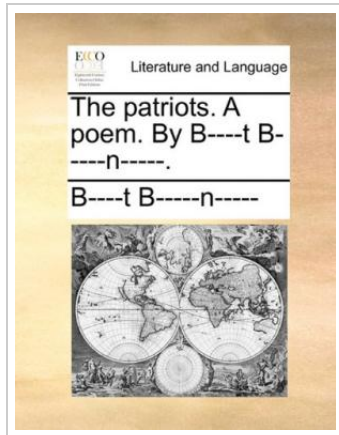 ECCO
Literature and Language
The patriots. A
poem. By B----t B-
----n-----.
B----t B-----n-----